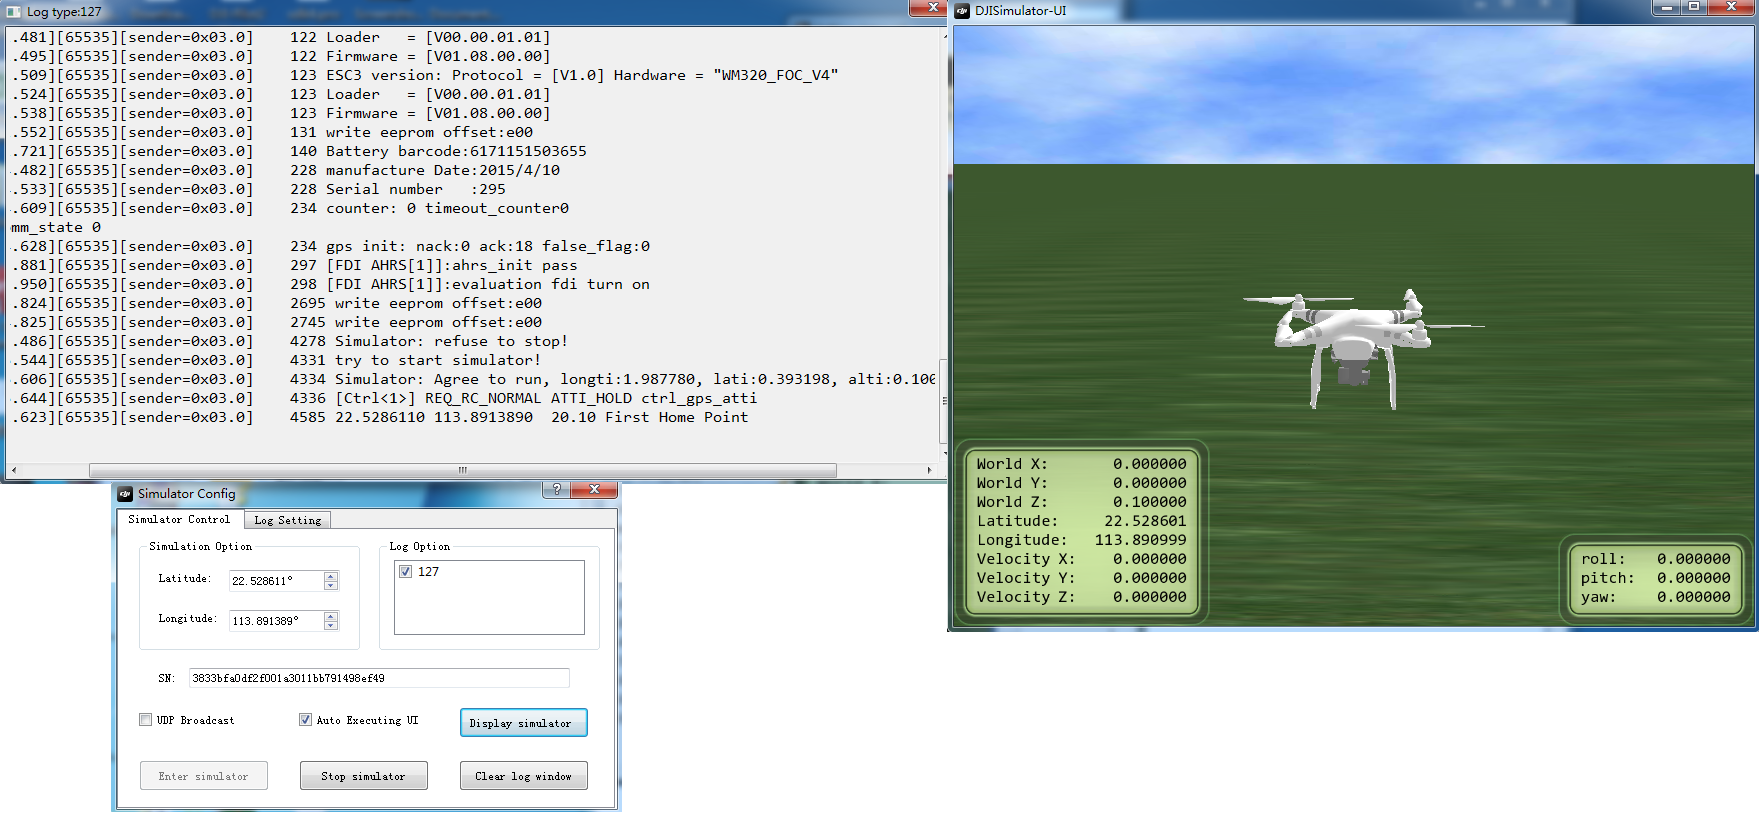 Log type:127
.481][65535][sender=0x03.0]    122 Loader   = [V00.00.01.01]
.495][65535][sender=0x03.0]    122 Firmware = [V01.08.00.00]
.509][65535][sender=0x03.0]    123 ESC3 version: Protocol = [V1.0] Hardware = "WM320_FOC_V4"
.524][65535][sender=0x03.0]    123 Loader   = [V00.00.01.01]
.538][65535][sender=0x03.0]    123 Firmware = [V01.08.00.00]
.552][65535][sender=0x03.0]    131 write eeprom offset:e00
.721][65535][sender=0x03.0]    140 Battery barcode:6171151503655
.482][65535][sender=0x03.0]    228 manufacture Date:2015/4/10
.533][65535][sender=0x03.0]    228 Serial number   :295
.609][65535][sender=0x03.0]    234 counter: 0 timeout_counter0
mm_state 0
.628][65535][sender=0x03.0]    234 gps init: nack:0 ack:18 false_flag:0
.881][65535][sender=0x03.0]    297 [FDI AHRS[1]]:ahrs_init pass
.950][65535][sender=0x03.0]    298 [FDI AHRS[1]]:evaluation fdi turn on
.824][65535][sender=0x03.0]    2695 write eeprom offset:e00
.825][65535][sender=0x03.0]    2745 write eeprom offset:e00
.486][65535][sender=0x03.0]    4278 Simulator: refuse to stop!
.544][65535][sender=0x03.0]    4331 try to start simulator!
.606][65535][sender=0x03.0]    4334 Simulator: Agree to run, longti:1.987780, lati:0.393198, alti:0.100
.644][65535][sender=0x03.0]    4336 [Ctrl<1>] REQ_RC_NORMAL ATTI_HOLD ctrl_gps_atti
.623][65535][sender=0x03.0]    4585 22.5286110 113.8913890  20.10 First Home Point
Simulator Config
Simulator Control
Log Setting
Simulation Option
Latitude: 22.528611°
Longitude: 113.891389°
Log Option
127
SN: 3833bfa0df2f001a3011bb791498ef49
UDP Broadcast
Auto Executing UI
Display simulator
Enter simulator
Stop simulator
Clear log window
DJISimulator-UI
World X: 0.000000
World Y: 0.000000
World Z: 0.100000
Latitude: 22.528601
Longitude: 113.890999
Velocity X: 0.000000
Velocity Y: 0.000000
Velocity Z: 0.000000
roll: 0.000000
pitch: 0.000000
yaw: 0.000000